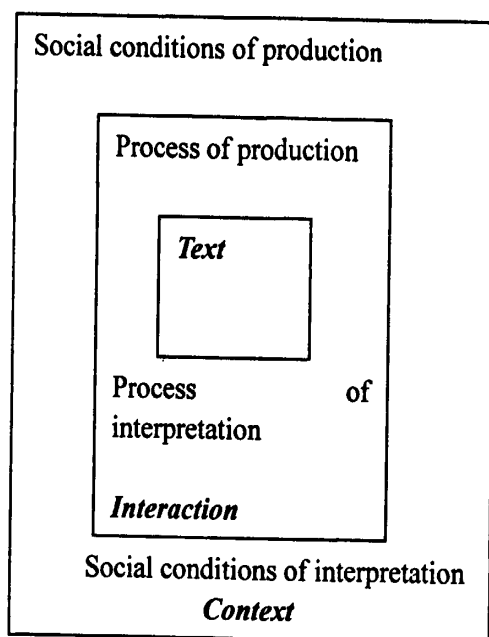 Social conditions of production
Process of production
Text
Process of
interpretation
Interaction
Social conditions of interpretation
Context